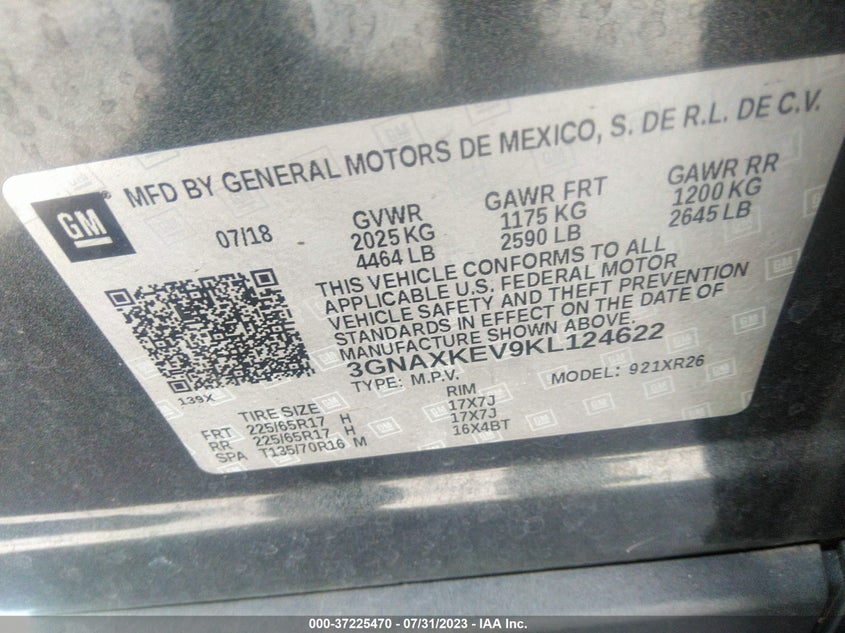 MFD BY GENERAL MOTORS DE MEXICO, S. DE R.L. DE C.V.
GM
®
07/18
GVWR
2025 KG
4464 LB
GAWR FRT
1175 KG
2590 LB
GAWR RR
1200 KG
2645 LB
THIS VEHICLE CONFORMS TO ALL
APPLICABLE U.S. FEDERAL MOTOR
VEHICLE SAFETY AND THEFT PREVENTION
STANDARDS IN EFFECT ON THE DATE OF
MANUFACTURE SHOWN ABOVE.
3GNAXKEV9KL124622
TYPE: M.P.V. MODEL: 921XR26
139X
TIRE SIZE RIM
FRT 225/65R17 H 17X7J
RR 225/65R17 H 17X7J
SPA T135/70R16 M 16X4BT
000-37225470 - 07/31/2023 - IAA Inc.